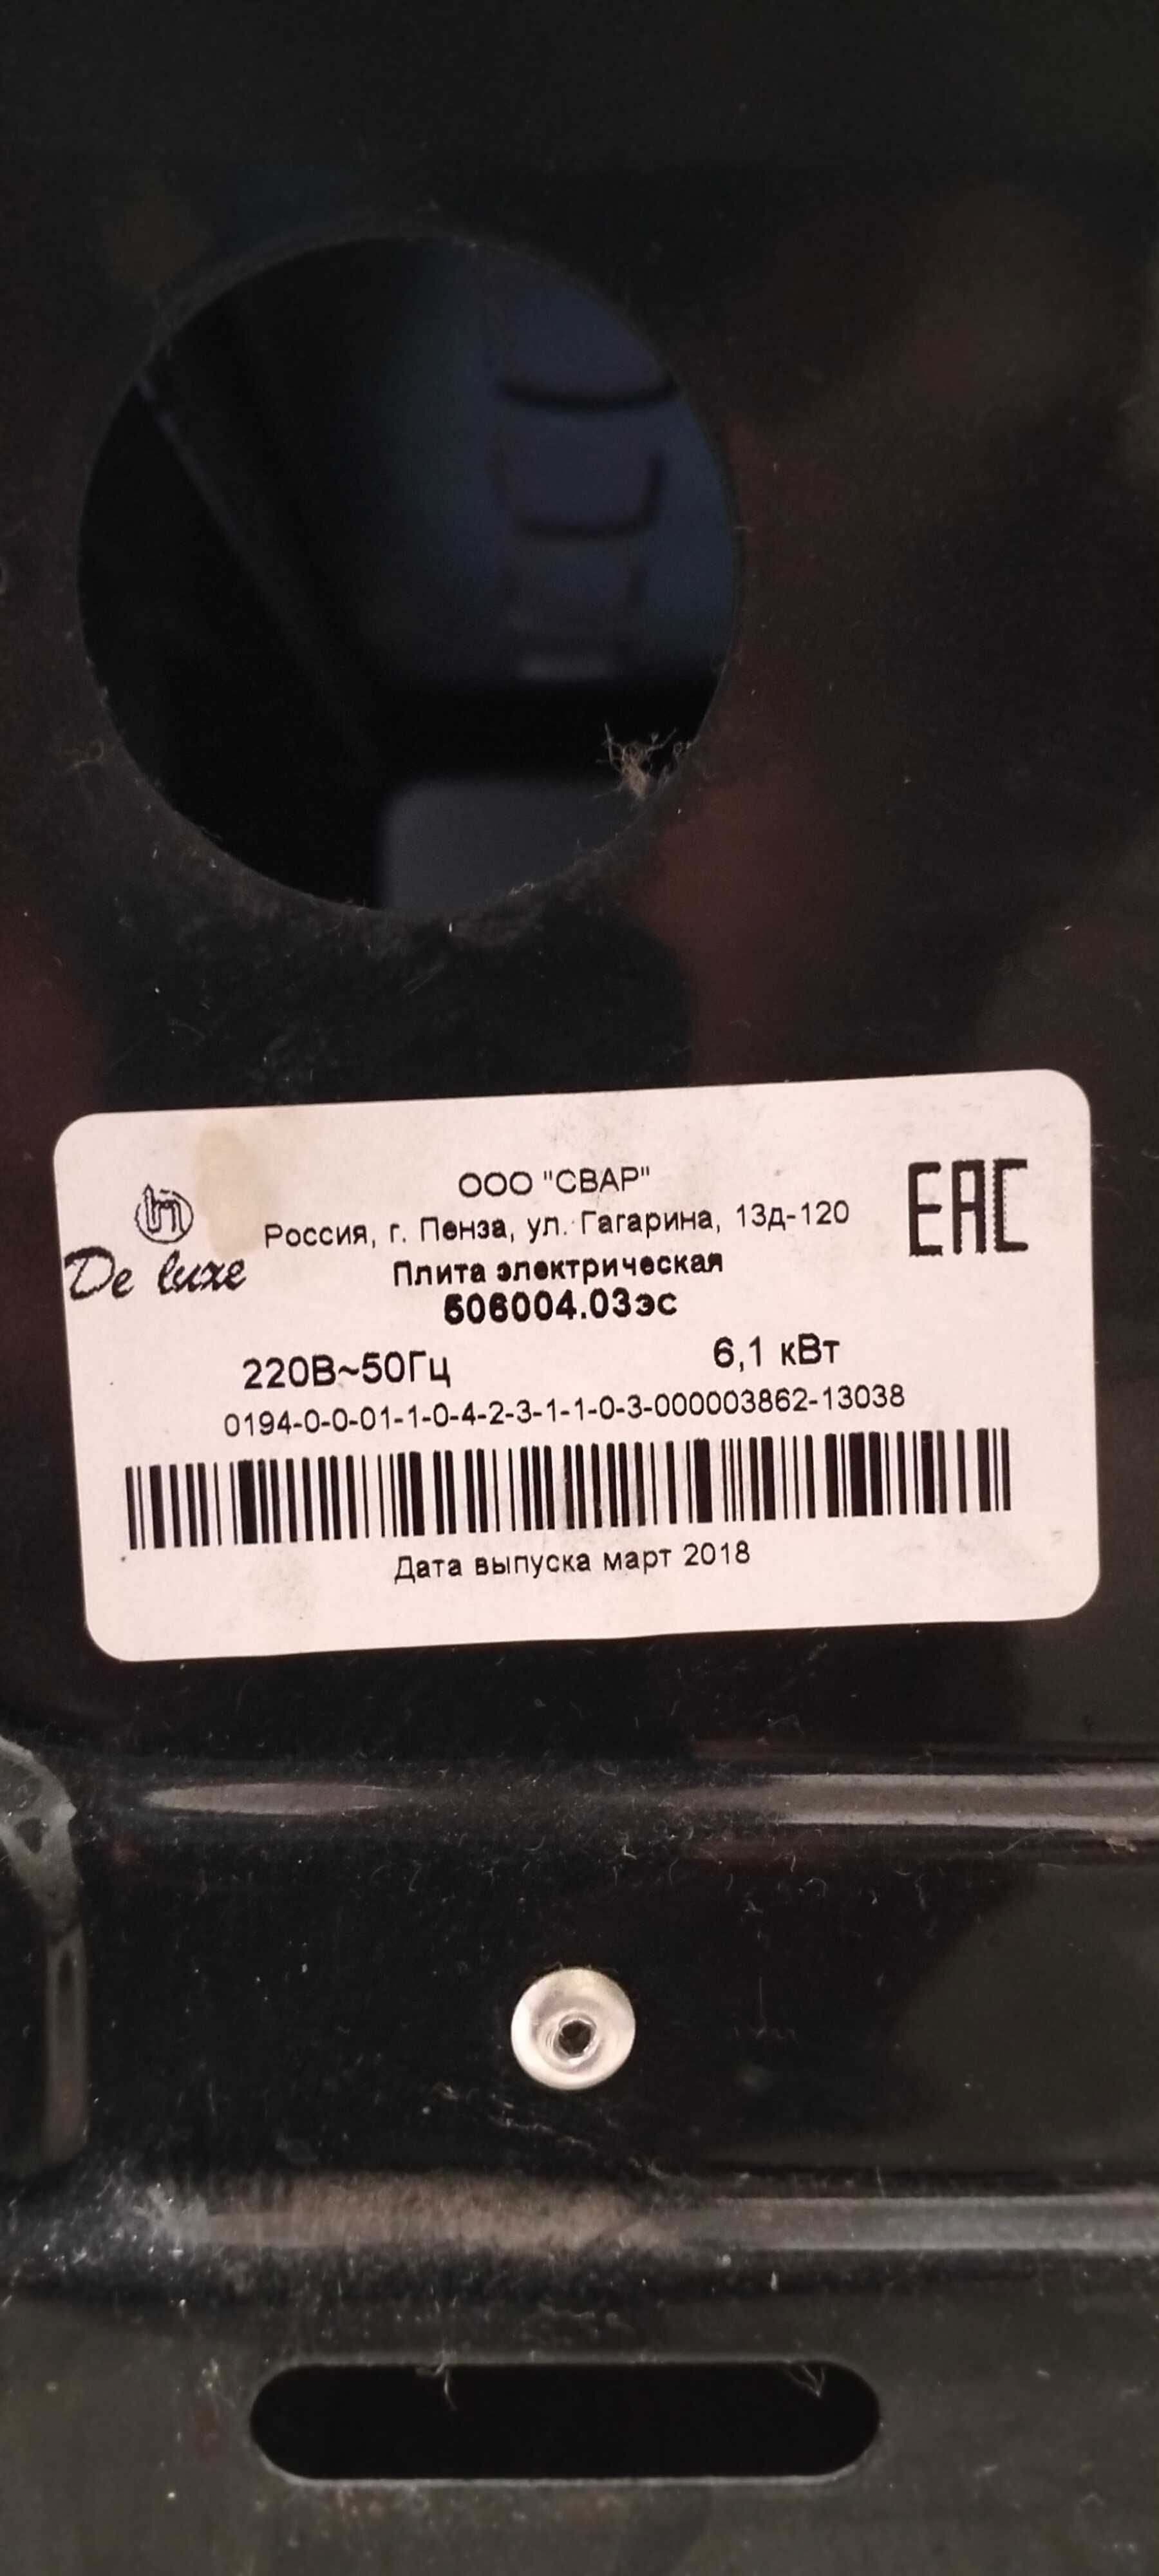 ООО "СВАР"
Россия, г. Пенза, ул. Гагарина, 13д-120
EAC
De luxe
Плита электрическая
506004.03эс
220В~50Гц 6,1 кВт
0194-0-0-01-1-0-4-2-3-1-1-0-3-000003862-13038
Дата выпуска март 2018